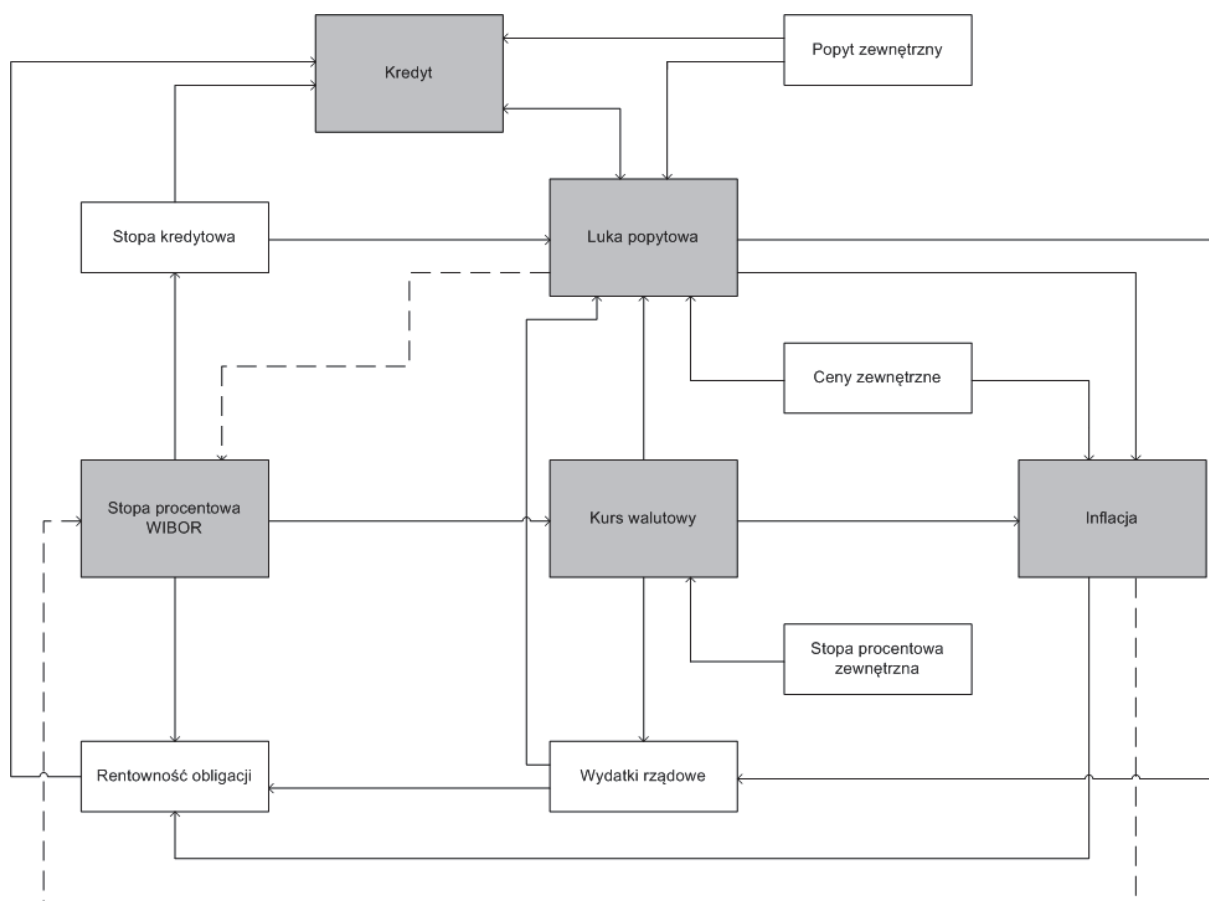 Popyt zewnętrzny
Kredyt
Stopa kredytowa
Luka popytowa
Ceny zewnętrzne
Stopa procentowa
WIBOR
Kurs walutowy
Inflacja
Stopa procentowa
zewnętrzna
Rentowność obligacji
Wydatki rządowe